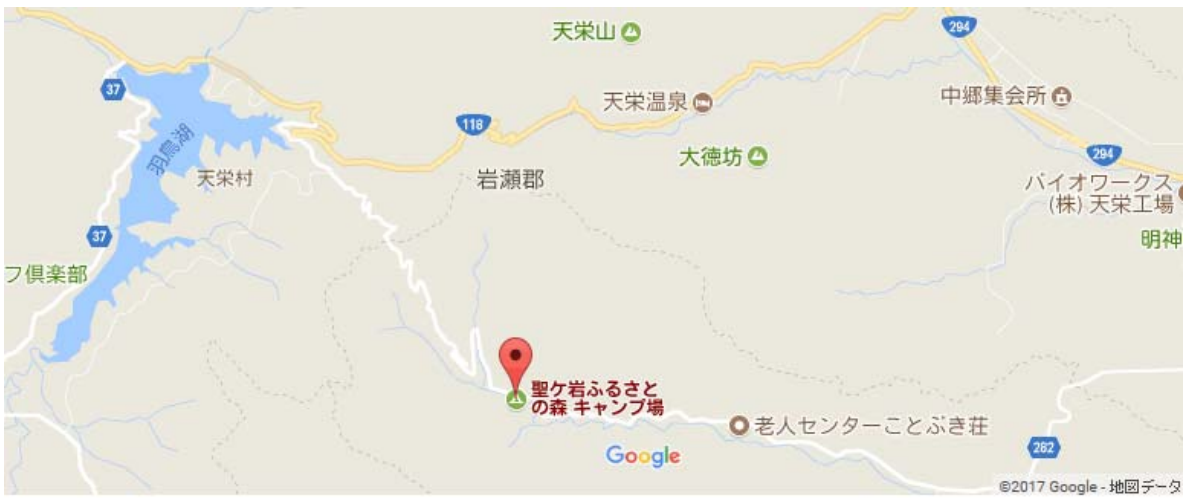 天栄山
294
37
天栄温泉
中郷集会所
118
羽鳥湖
大徳坊
294
天栄村
岩瀬郡
バイオワークス
(株) 天栄工場
37
明神
フ倶楽部
聖ケ岩ふるさと
の森 キャンプ場
老人センターことぶき荘
282
Google
©2017 Google - 地図データ